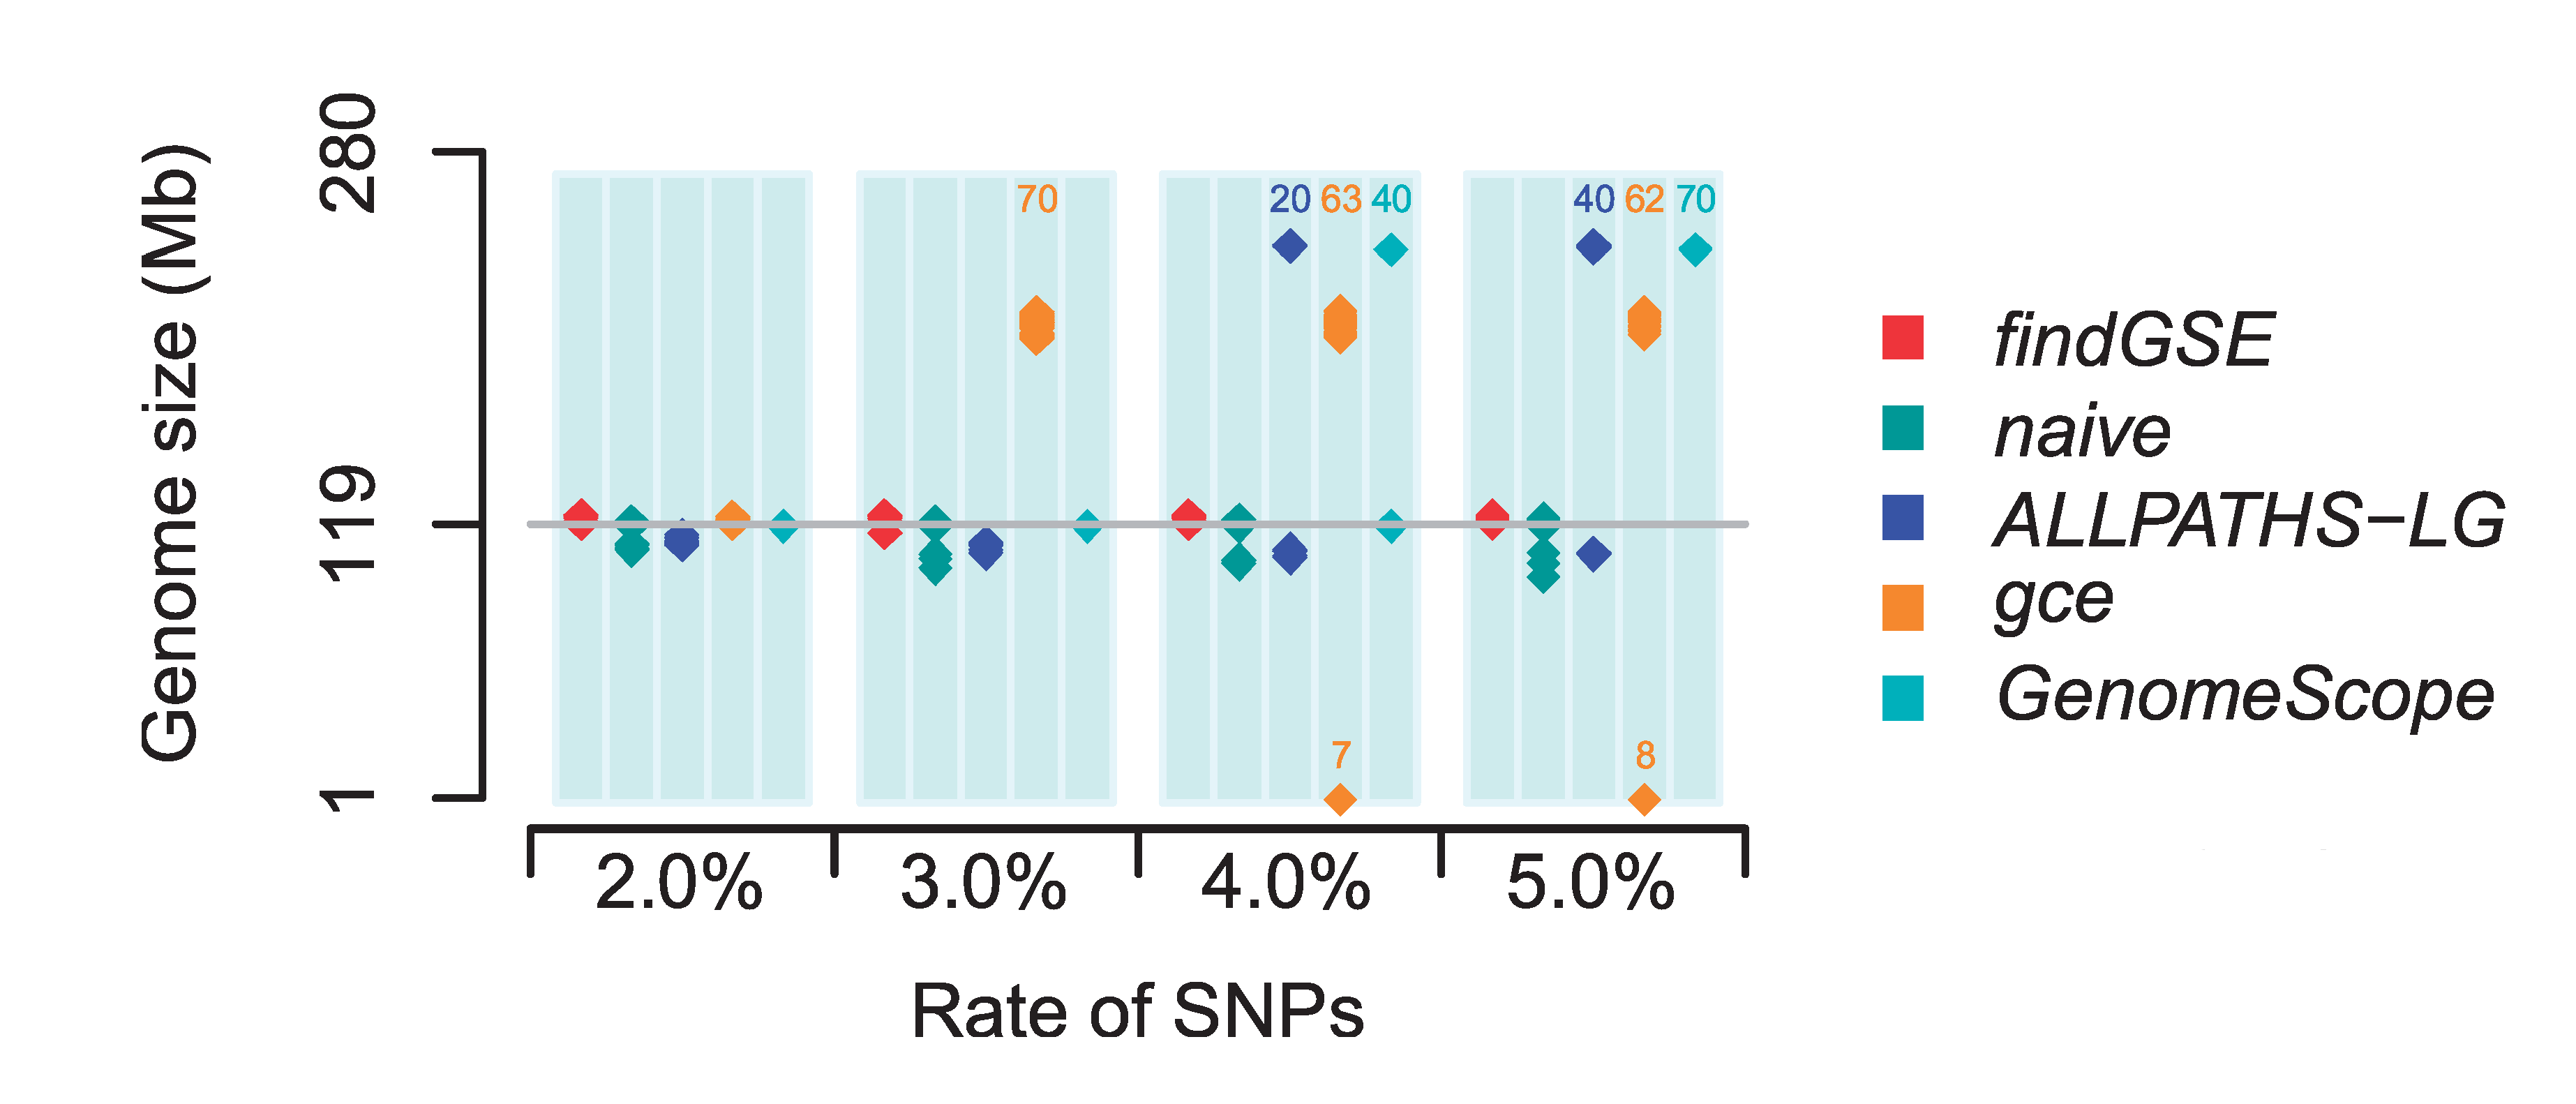 Genome size (Mb)
280
119
1
70
20 63 40
40 62 70
7
8
2.0% 3.0% 4.0% 5.0%
Rate of SNPs
findGSE
naive
ALLPATHS−LG
gce
GenomeScope